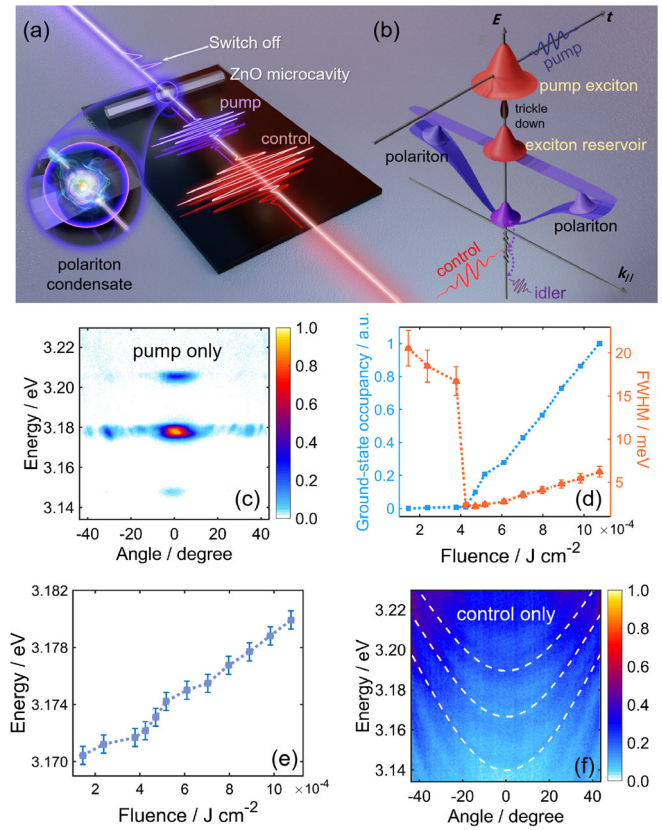 (a)
Switch off
ZnO microcavity
pump
control
polariton
condensate
(b)
E
t
pump
pump exciton
trickle
down
exciton reservoir
polariton
polariton
control
idler
k//
3.22
3.20
3.18
3.16
3.14
Energy / eV
pump only
(c)
-40 -20 0 20 40
Angle / degree
1.0
0.8
0.6
0.4
0.2
0.0
Ground-state occupancy / a.u.
1
0.8
0.6
0.4
0.2
0
(d)
20
15
10
5
FWHM / meV
2 4 6 8 10
× 10-4
Fluence / J cm-2
3.182
3.178
3.174
3.170
Energy / eV
(e)
2 4 6 8 10
× 10-4
Fluence / J cm-2
3.22
3.20
3.18
3.16
3.14
Energy / eV
control only
(f)
-40 -20 0 20 40
Angle / degree
1.0
0.8
0.6
0.4
0.2
0.0